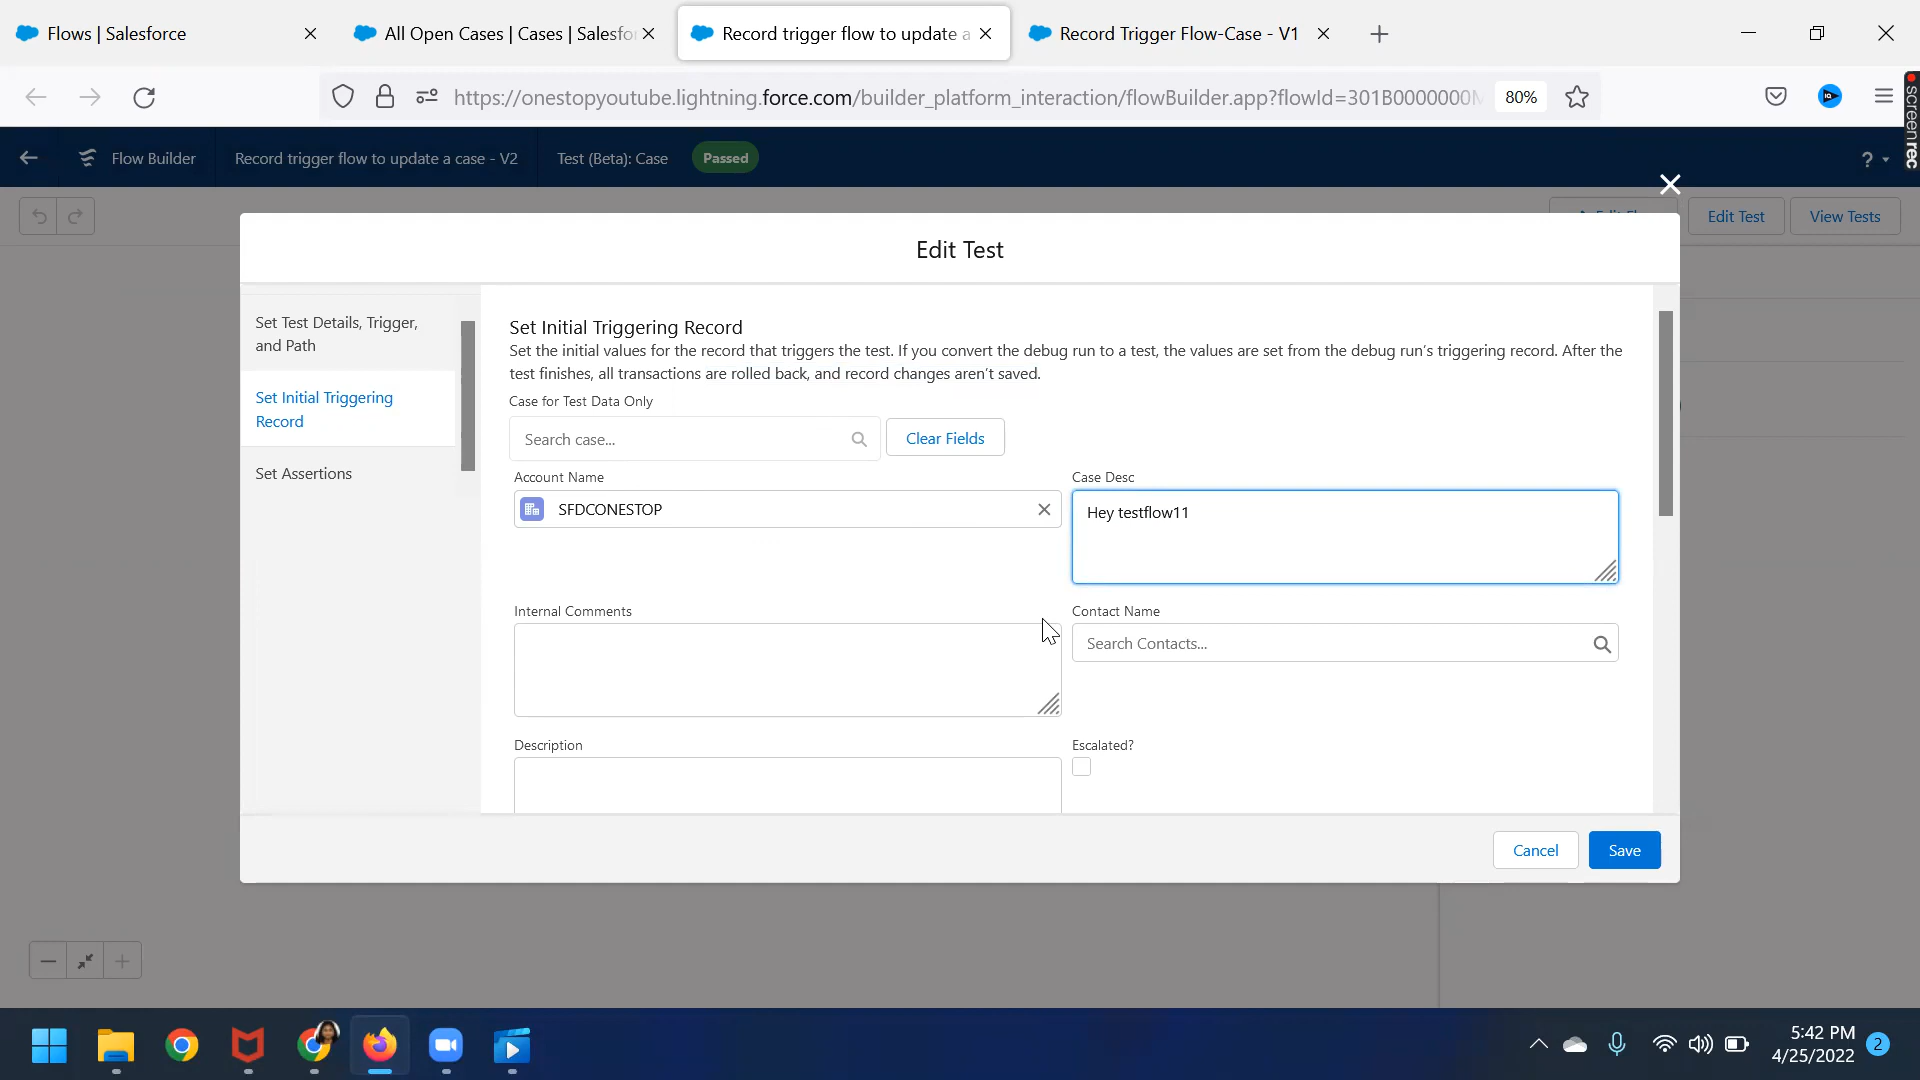 Flows | Salesforce
All Open Cases | Cases | Salesfo
Record trigger flow to update a
Record Trigger Flow-Case - V1
https://onestopyoutube.lightning.force.com/builder_platform_interaction/flowBuilder.app?flowId=301B0000000
80%
screenrec
Flow Builder
Record trigger flow to update a case - V2
Test (Beta): Case
Passed
?
Edit Test
View Tests
Edit Test
Set Test Details, Trigger,
and Path
Set Initial Triggering
Record
Set Assertions
Set Initial Triggering Record
Set the initial values for the record that triggers the test. If you convert the debug run to a test, the values are set from the debug run's triggering record. After the
test finishes, all transactions are rolled back, and record changes aren't saved.
Case for Test Data Only
Search case...
Clear Fields
Account Name
Case Desc
SFDCONESTOP
Hey testflow11
Internal Comments
Contact Name
Search Contacts...
Description
Escalated?
Cancel
Save
5:42 PM
4/25/2022
2